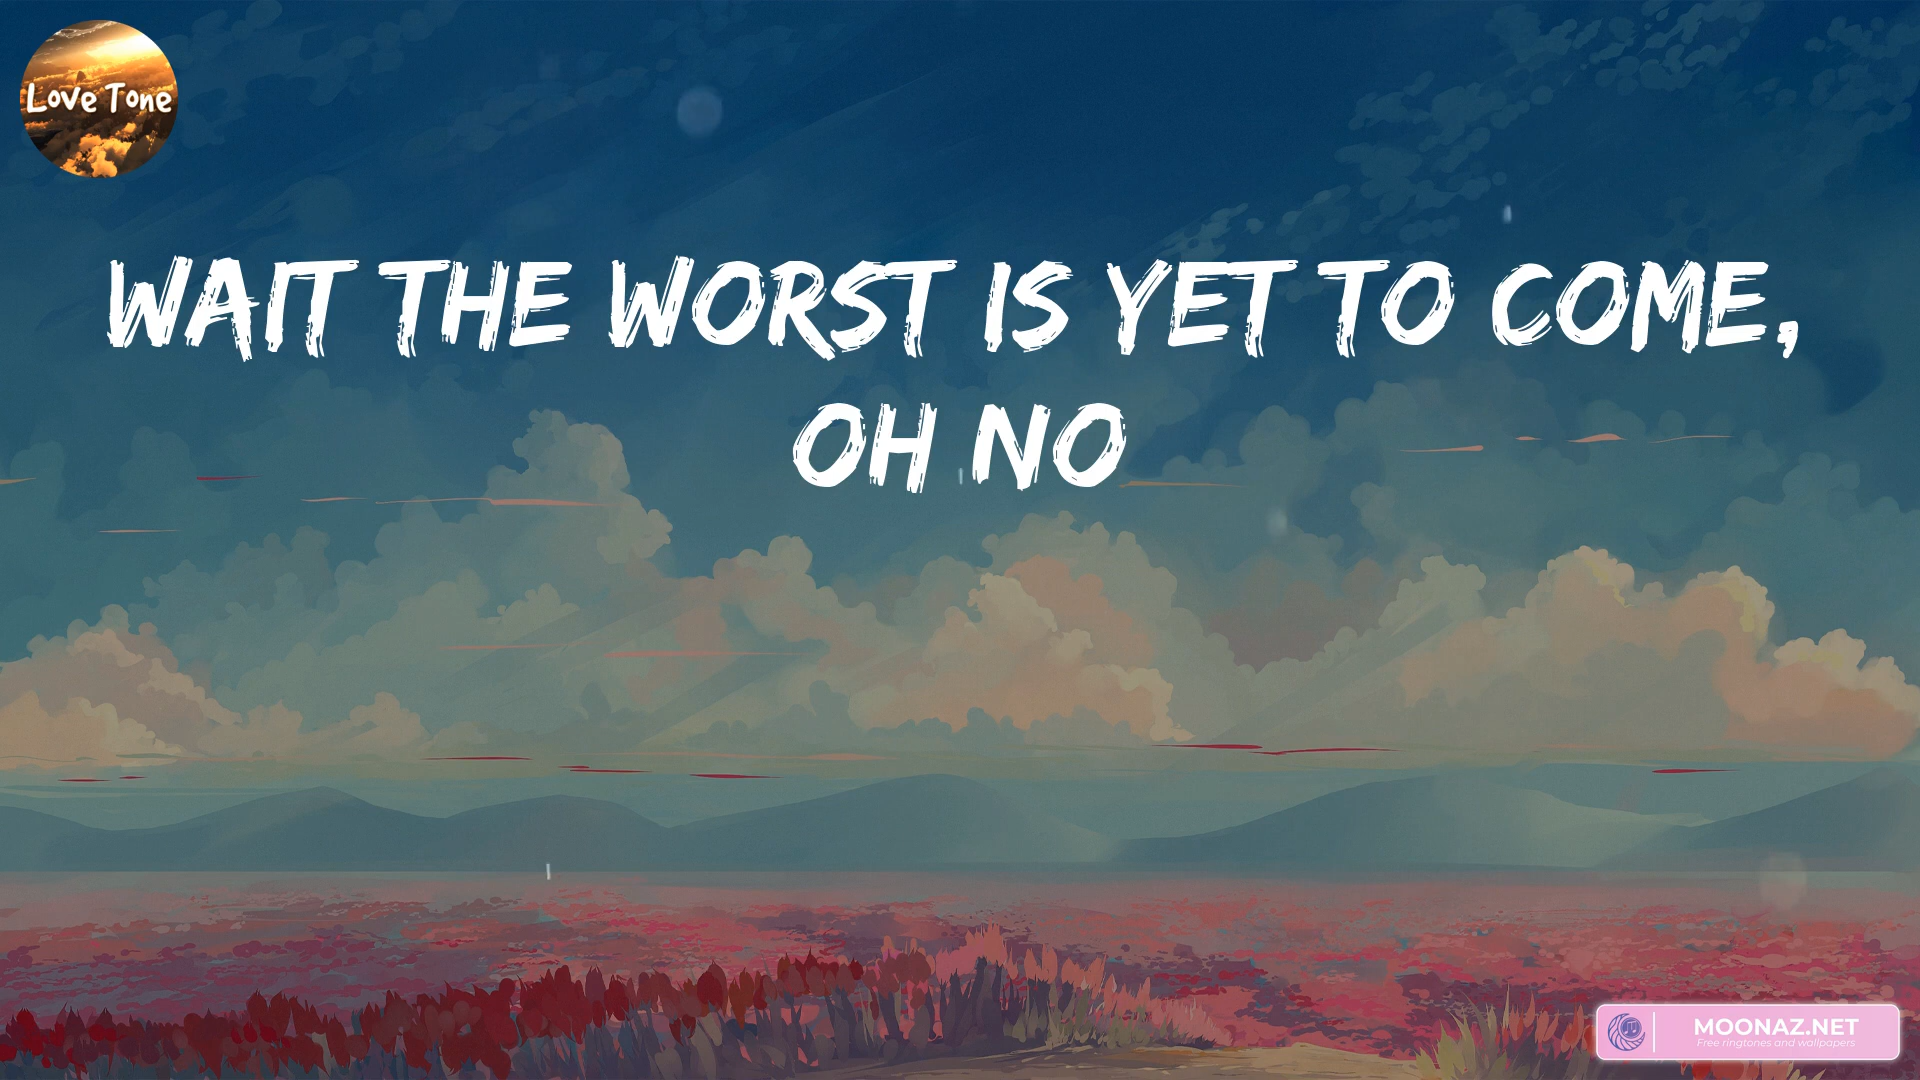 Love Tone
WAIT THE WORST IS YET TO COME,
OH NO
MOONAZ.NET
Free ringtones and wallpapers